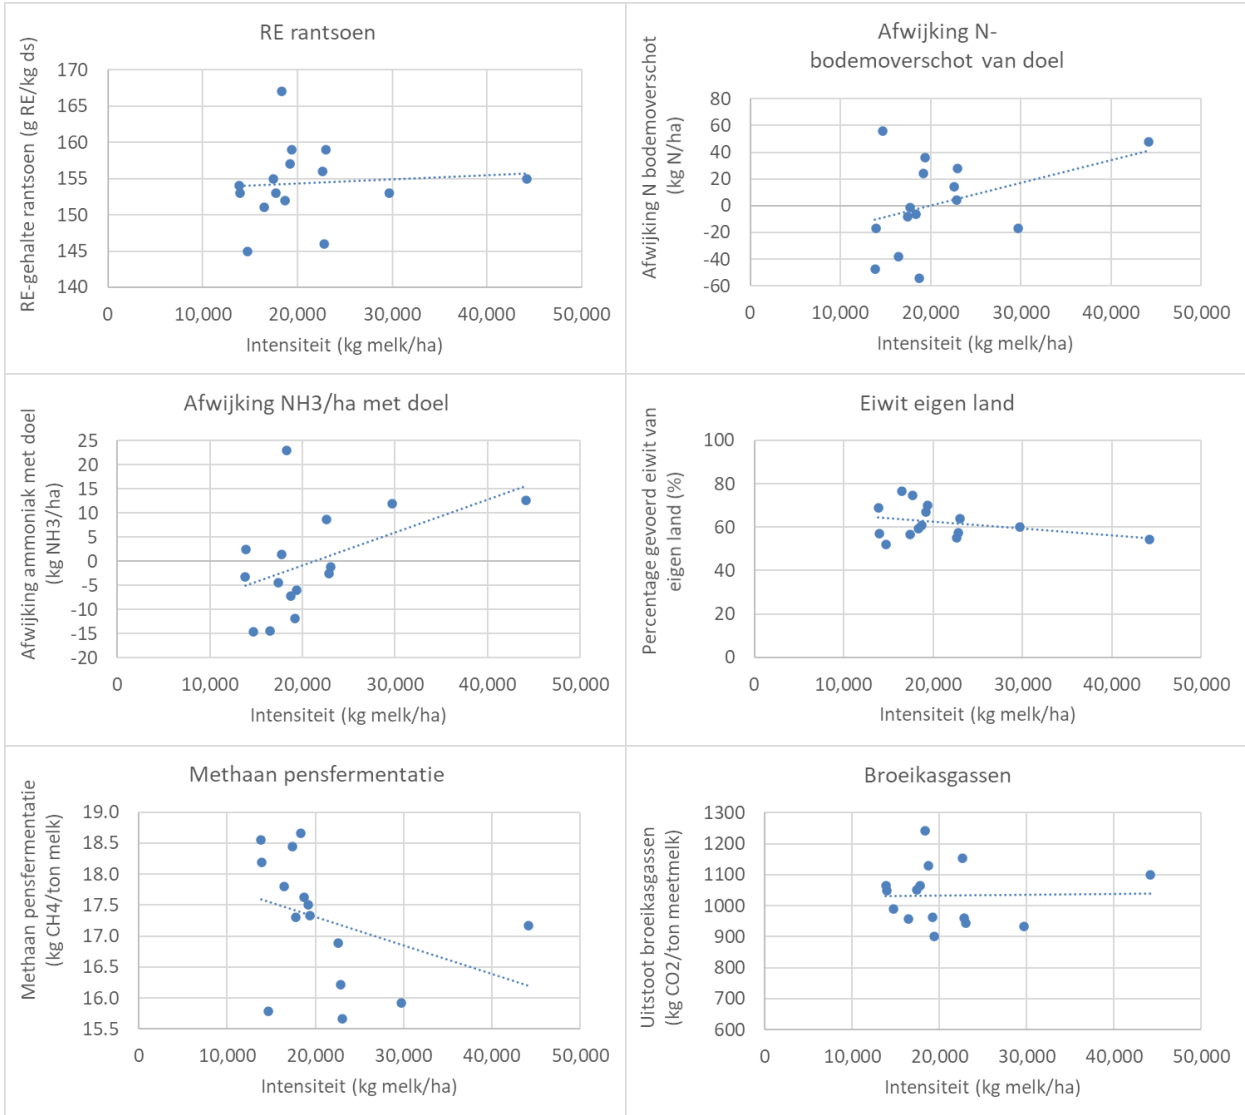 RE rantsoen
RE-gehalte rantsoen (g RE/kg ds)
170
165
160
155
150
145
140
0 10,000 20,000 30,000 40,000 50,000
Intensiteit (kg melk/ha)
Afwijking N-
bodemoverschot van doel
Afwijking N bodemoverschot
(kg N/ha)
80
60
40
20
0
-20
-40
-60
0 10,000 20,000 30,000 40,000 50,000
Intensiteit (kg melk/ha)
Afwijking NH3/ha met doel
Afwijking ammoniak met doel
(kg NH3/ha)
25
20
15
10
5
0
-5
-10
-15
-20
0 10,000 20,000 30,000 40,000 50,000
Intensiteit (kg melk/ha)
Eiwit eigen land
Percentage gevoerd eiwit van
eigen land (%)
100
80
60
40
20
0
0 10,000 20,000 30,000 40,000 50,000
Intensiteit (kg melk/ha)
Methaan pensfermentatie
Methaan pensfermentatie
(kg CH4/ton melk)
19.0
18.5
18.0
17.5
17.0
16.5
16.0
15.5
0 10,000 20,000 30,000 40,000 50,000
Intensiteit (kg melk/ha)
Broeikasgassen
Uitstoot broeikasgassen
(kg CO2/ton meetmelk)
1300
1200
1100
1000
900
800
700
600
0 10,000 20,000 30,000 40,000 50,000
Intensiteit (kg melk/ha)